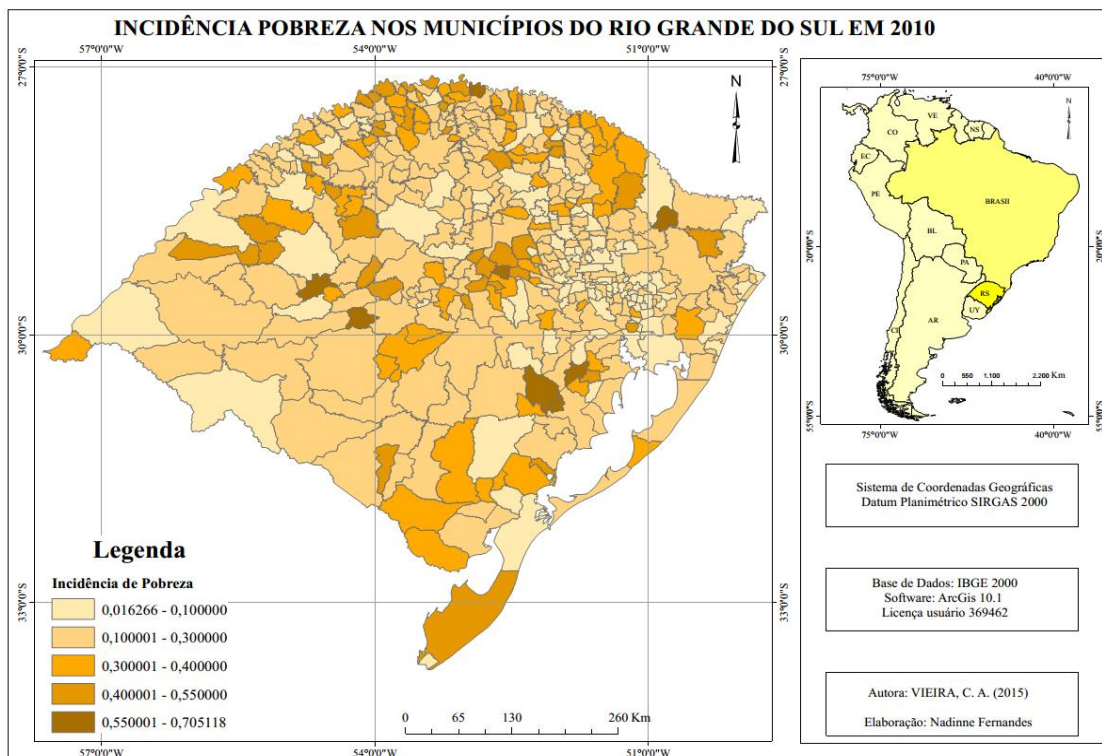 INCIDÊNCIA POBREZA NOS MUNICÍPIOS DO RIO GRANDE DO SUL EM 2010
57°0'0"W
54°0'0"W
51°0'0"W
27°0'0"S
27°0'0"S
N
30°0'0"S
30°0'0"S
33°0'0"S
33°0'0"S
Legenda
Incidência de Pobreza
0,016266 - 0,100000
0,100001 - 0,300000
0,300001 - 0,400000
0,400001 - 0,550000
0,550001 - 0,705118
0 65 130 260 Km
57°0'0"W
54°0'0"W
51°0'0"W
75°0'0"W
40°0'0"W
N
VE
CO
NS
EC
PE
BRASIL
BL
PA
RS
UY
AR
CL
20°0'0"S
20°0'0"S
0 550 1.100 2.200 Km
55°0'0"S
55°0'0"S
75°0'0"W
40°0'0"W
Sistema de Coordenadas Geográficas
Datum Planimétrico SIRGAS 2000
Base de Dados: IBGE 2000
Software: ArcGis 10.1
Licença usuário 369462
Autora: VIEIRA, C. A. (2015)
Elaboração: Nadinne Fernandes